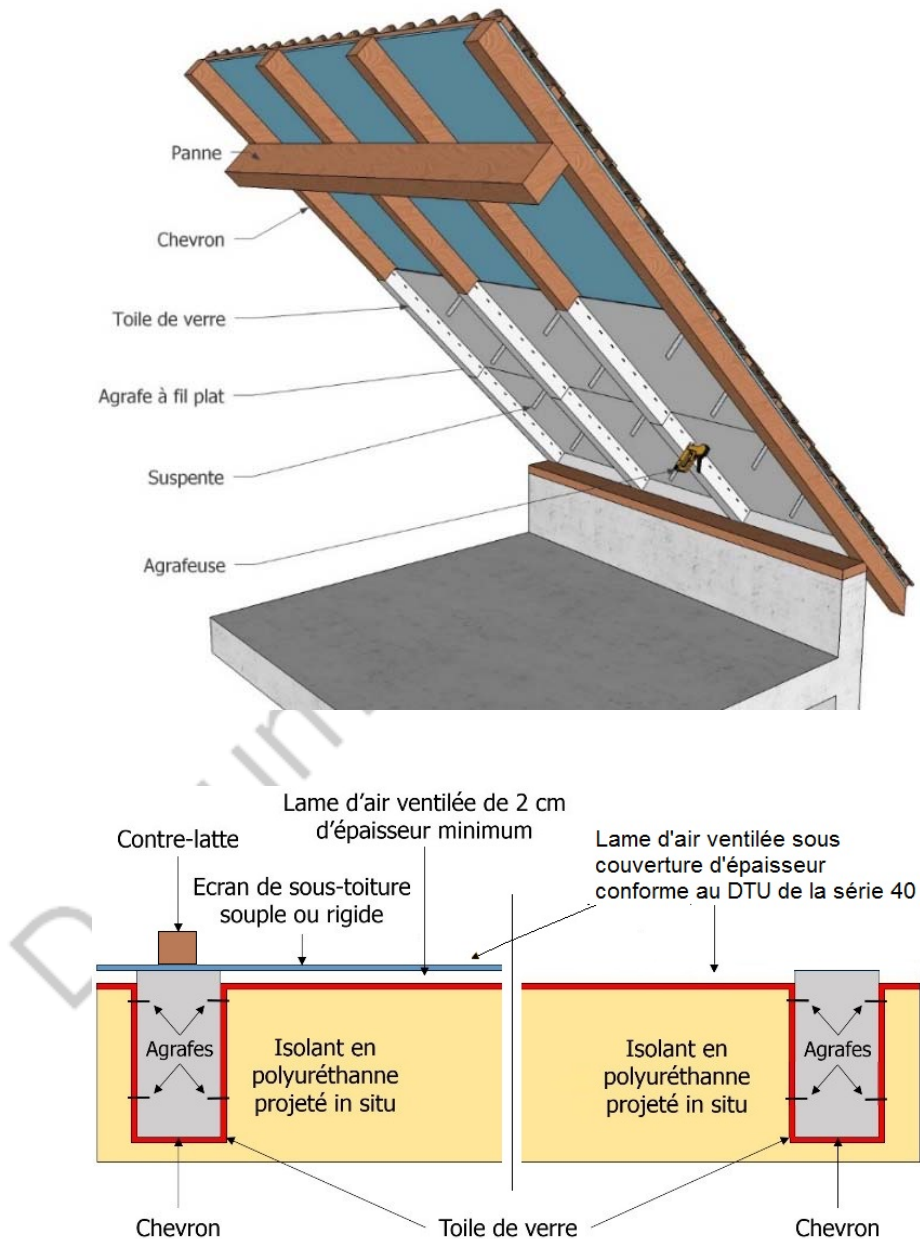 Panne
Chevron
Toile de verre
Agrafe à fil plat
Suspente
Agrafeuse
Lame d'air ventilée de 2 cm
d'épaisseur minimum
Contre-latte
Ecran de sous-toiture
souple ou rigide
Lame d'air ventilée sous
couverture d'épaisseur
conforme au DTU de la série 40
Agrafes
Isolant en
polyuréthanne
projeté in situ
Isolant en
polyuréthanne
projeté in situ
Agrafes
Chevron
Toile de verre
Chevron